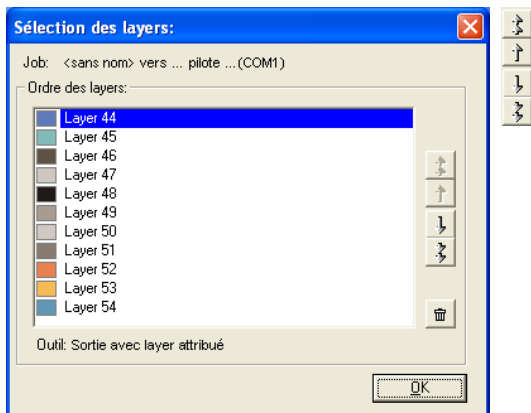 Sélection des layers:
Job: <sans nom> vers ... pilote ...(COM1)
Ordre des layers:
Layer 44
Layer 45
Layer 46
Layer 47
Layer 48
Layer 49
Layer 50
Layer 51
Layer 52
Layer 53
Layer 54
Outil: Sortie avec layer attribué
OK